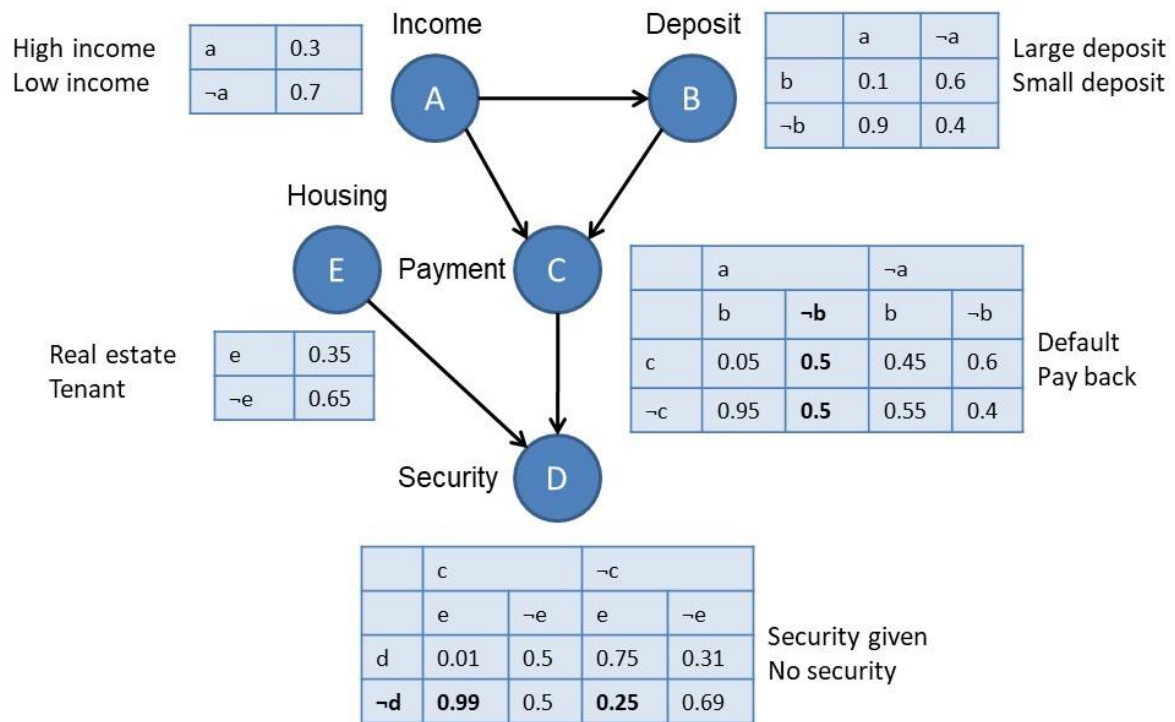 Income
Deposit
High income
Low income
a 0.3
¬a 0.7
A
B
a ¬a
b 0.1 0.6
¬b 0.9 0.4
Large deposit
Small deposit
Housing
E
Payment
C
a ¬a
b ¬b b ¬b
c 0.05 0.5 0.45 0.6
¬c 0.95 0.5 0.55 0.4
Default
Pay back
Real estate
Tenant
e 0.35
¬e 0.65
Security
D
c ¬c
e ¬e e ¬e
d 0.01 0.5 0.75 0.31
¬d 0.99 0.5 0.25 0.69
Security given
No security